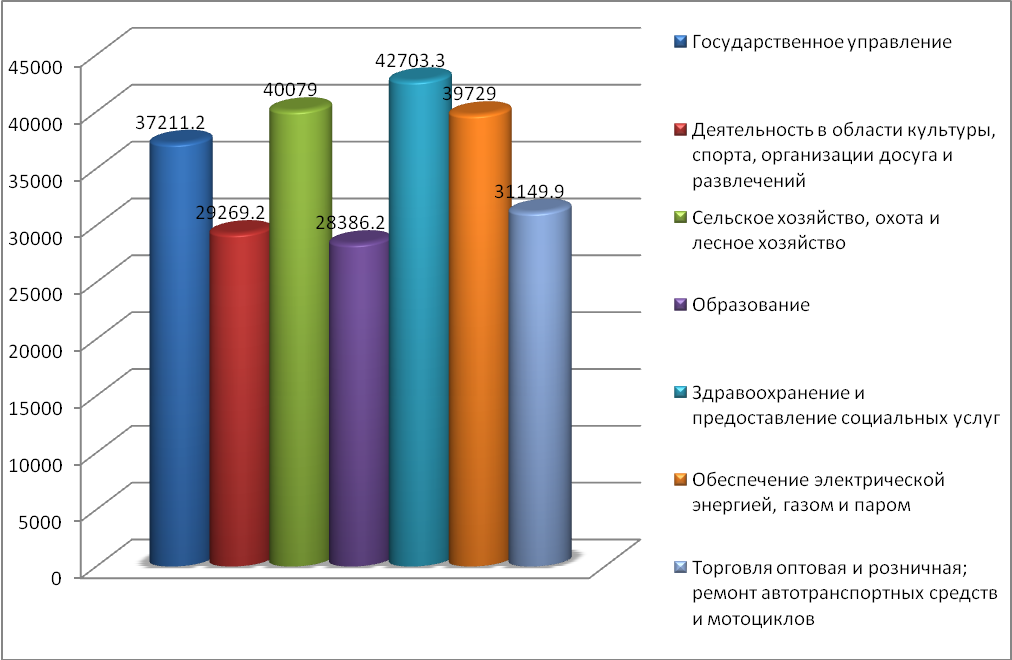 45000
40000
35000
30000
25000
20000
15000
10000
5000
0
37211.2
29269.2
40079
28386.2
42703.3
39729
31149.9
Государственное управление
Деятельность в области культуры,
спорта, организации досуга и
развлечений
Сельское хозяйство, охота и
лесное хозяйство
Образование
Здравоохранение и
предоставление социальных услуг
Обеспечение электрической
энергией, газом и паром
Торговля оптовая и розничная;
ремонт автотранспортных средств
и мотоциклов